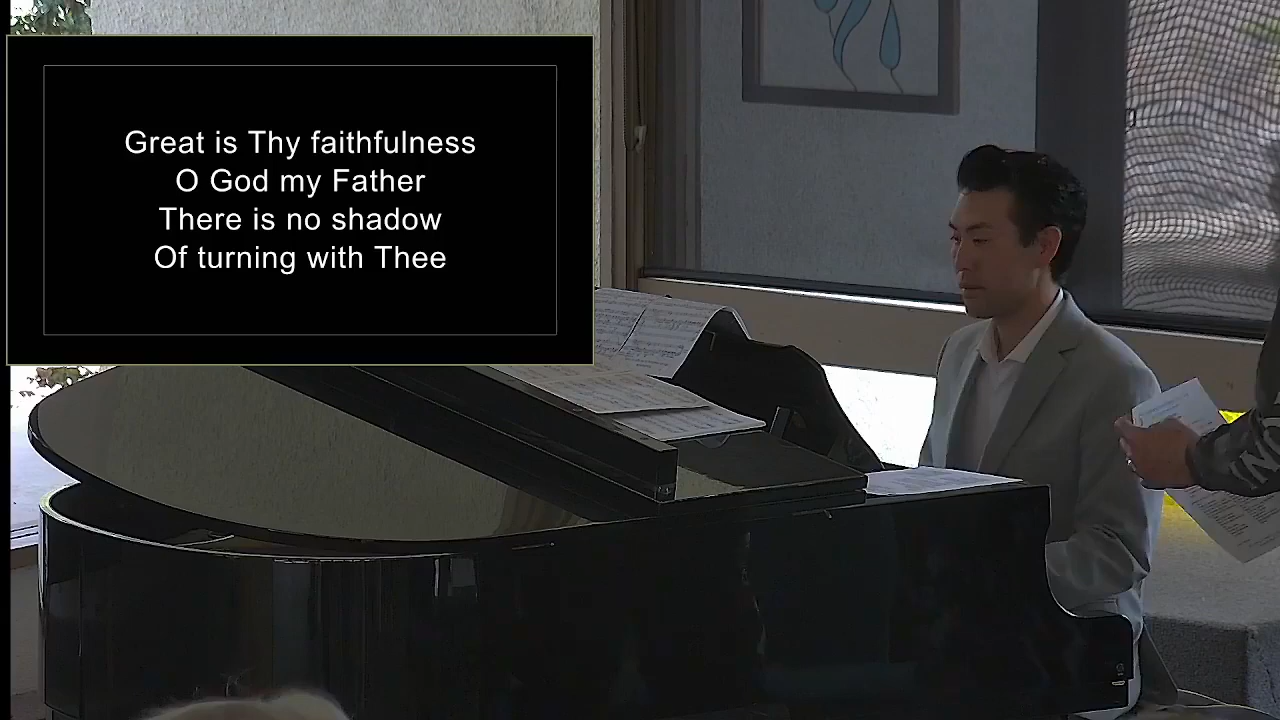 Great is Thy faithfulness
O God my Father
There is no shadow
Of turning with Thee